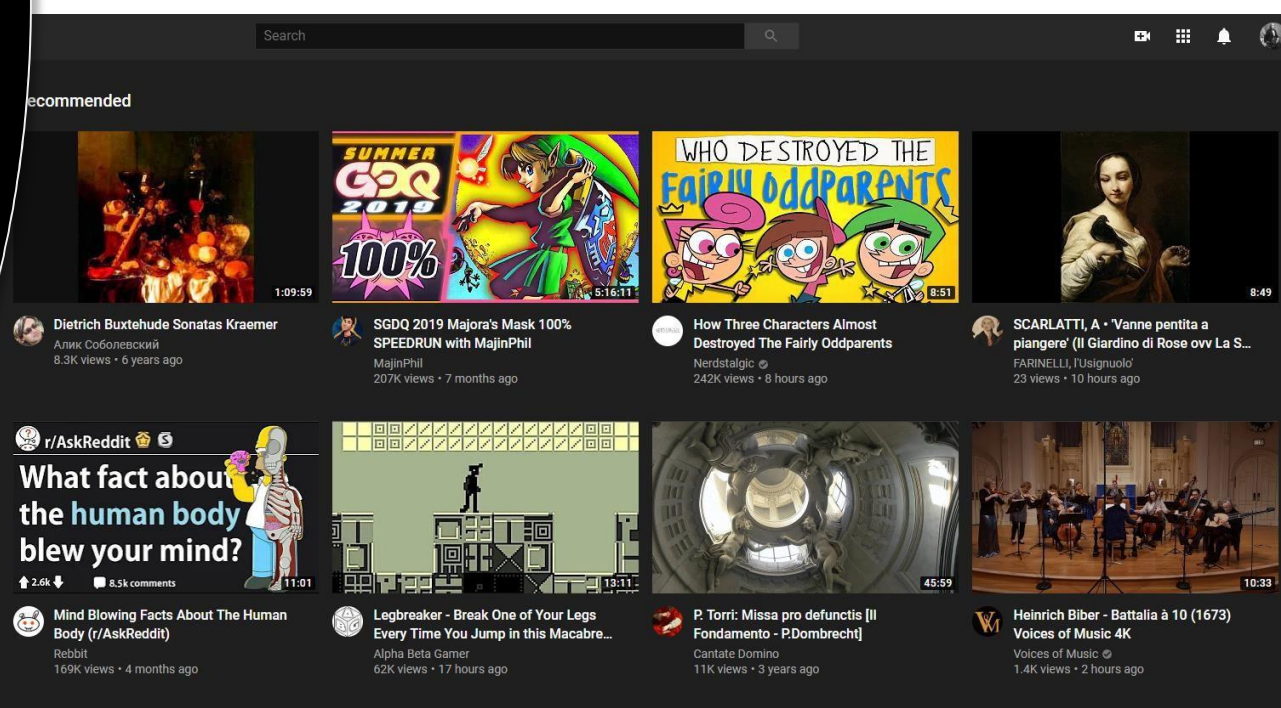 Search
ecommended
1:09:59
SUMMER
GDQ
2019
100%
5:16:11
WHO DESTROYED THE
FAIRLY ODDPARENTS
8:51
8:49
Dietrich Buxtehude Sonatas Kraemer
Алик Соболевский
8.3K views • 6 years ago
SGDQ 2019 Majora's Mask 100%
SPEEDRUN with MajinPhil
MajinPhil
207K views • 7 months ago
How Three Characters Almost
Destroyed The Fairly Oddparents
Nerdstalgic
242K views • 8 hours ago
SCARLATTI, A • 'Vanne pentita a
piangere' (Il Giardino di Rose ovv La S...
FARINELLI, l'Usignuolo'
23 views • 10 hours ago
r/AskReddit
What fact about
the human body
blew your mind?
2.6k
8.5k comments
11:01
13:11
45:59
10:33
Mind Blowing Facts About The Human
Body (r/AskReddit)
Rebbit
169K views • 4 months ago
Legbreaker - Break One of Your Legs
Every Time You Jump in this Macabre...
Alpha Beta Gamer
62K views • 17 hours ago
P. Torri: Missa pro defunctis [Il
Fondamento - P.Dombrecht]
Cantate Domino
11K views • 3 years ago
Heinrich Biber - Battalia à 10 (1673)
Voices of Music 4K
Voices of Music
1.4K views • 2 hours ago